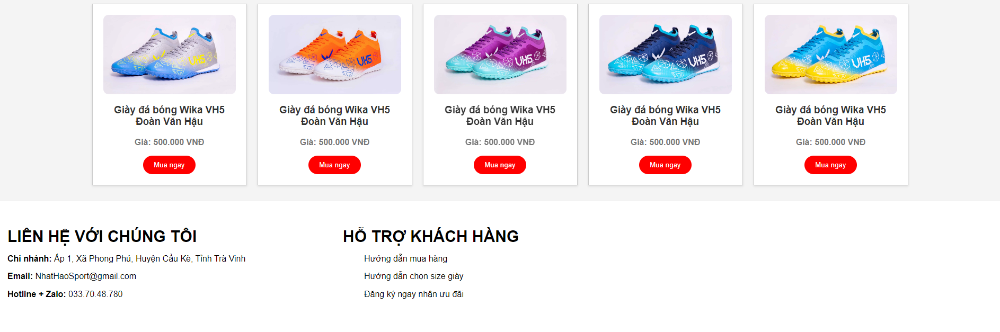 VH5
VH5
VH5
VH5
VH5
Giày đá bóng Wika VH5
Đoàn Văn Hậu
Giá: 500.000 VNĐ
Mua ngay
Giày đá bóng Wika VH5
Đoàn Văn Hậu
Giá: 500.000 VNĐ
Mua ngay
Giày đá bóng Wika VH5
Đoàn Văn Hậu
Giá: 500.000 VNĐ
Mua ngay
Giày đá bóng Wika VH5
Đoàn Văn Hậu
Giá: 500.000 VNĐ
Mua ngay
Giày đá bóng Wika VH5
Đoàn Văn Hậu
Giá: 500.000 VNĐ
Mua ngay
LIÊN HỆ VỚI CHÚNG TÔI
Chi nhánh: Ấp 1, Xã Phong Phú, Huyện Cầu Kè, Tỉnh Trà Vinh
Email: NhatHaoSport@gmail.com
Hotline + Zalo: 033.70.48.780
HỖ TRỢ KHÁCH HÀNG
Hướng dẫn mua hàng
Hướng dẫn chọn size giày
Đăng ký ngay nhận ưu đãi